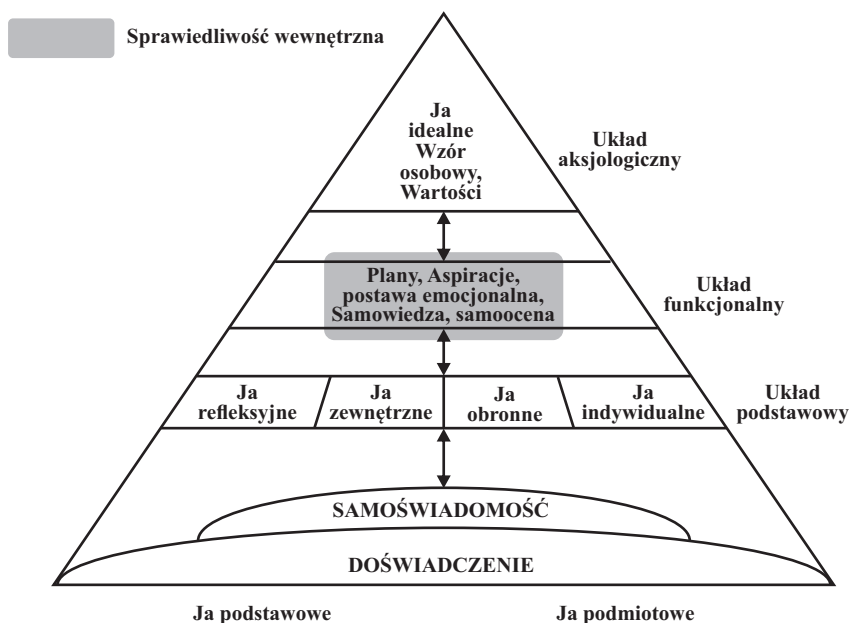 Sprawiedliwość wewnętrzna
Ja
idealne
Wzór
osobowy,
Wartości
Układ
aksjologiczny
Plany, Aspiracje,
postawa emocjonalna,
Samowiedza, samoocena
Układ
funkcjonalny
Ja
refleksyjne
Ja
zewnętrzne
Ja
obronne
Ja
indywidualne
Układ
podstawowy
SAMOŚWIADOMOŚĆ
DOŚWIADCZENIE
Ja podstawowe
Ja podmiotowe